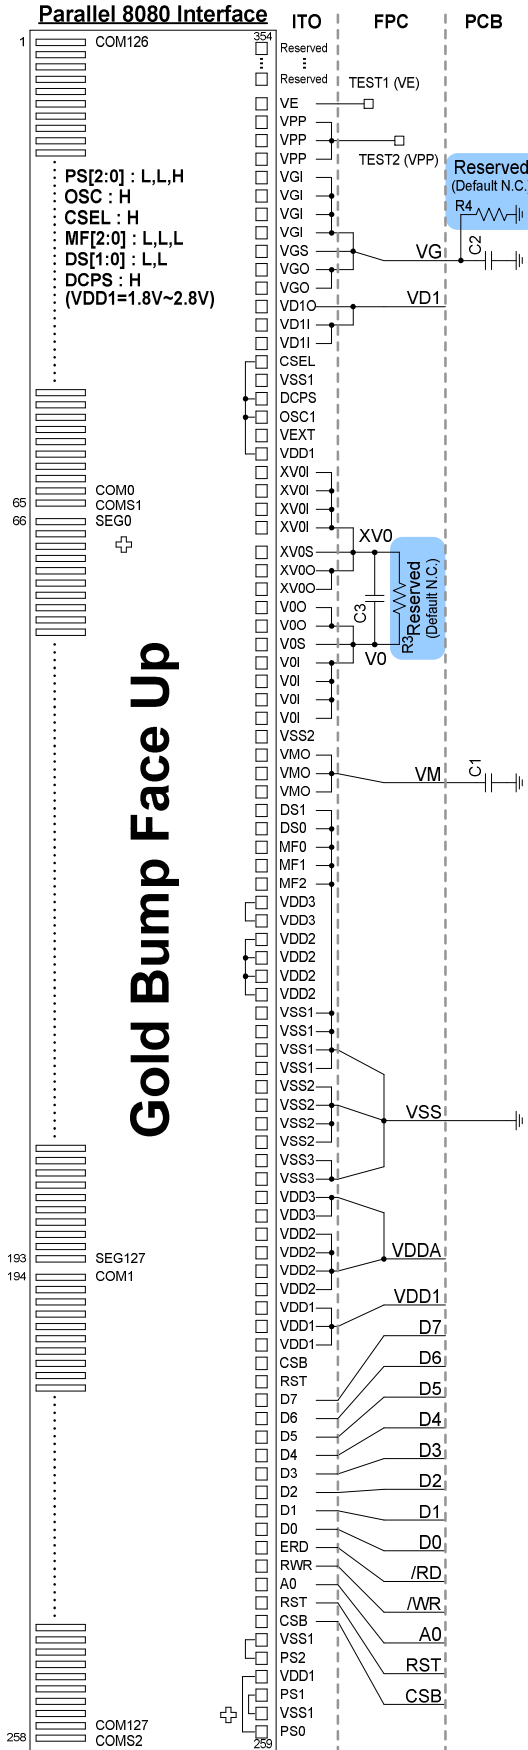 Parallel 8080 Interface
ITO
FPC
PCB
1
COM126
354
Reserved
Reserved
TEST1 (VE)
VE
VPP
VPP
TEST2 (VPP)
VPP
PS[2:0] : L,L,H
OSC : H
CSEL : H
MF[2:0] : L,L,L
DS[1:0] : L,L
DCPS : H
(VDD1=1.8V~2.8V)
Reserved
(Default N.C.)
R4
VGI
VGI
VGI
VGI
VGS
VG
C2
VGO
VGO
VD1O
VD1
VD1I
VD1I
CSEL
VSS1
DCPS
OSC1
VEXT
VDD1
XV0I
COM0
XV0I
65
COMS1
XV0I
66
SEG0
XV0I
XV0
XV0S
XV0O
XV0O
C3
R3
Reserved
(Default N.C.)
V0O
V0O
V0S
V0
V0I
V0I
V0I
V0I
Gold Bump Face Up
VSS2
VMO
VMO
VM
C1
VMO
DS1
DS0
MF0
MF1
MF2
VDD3
VDD3
VDD2
VDD2
VDD2
VDD2
VSS1
VSS1
VSS1
VSS1
VSS2
VSS2
VSS
VSS2
VSS2
VSS3
VSS3
VDD3
VDD3
VDD2
VDD2
VDDA
193
SEG127
VDD2
194
COM1
VDD2
VDD1
VDD1
VDD1
VDD1
D7
CSB
D6
RST
D5
D7
D6
D4
D5
D4
D3
D3
D2
D2
D1
D1
D0
D0
ERD
/RD
RWR
/WR
A0
A0
RST
RST
CSB
CSB
VSS1
PS2
VDD1
PS1
VSS1
COM127
PS0
258
COMS2
259